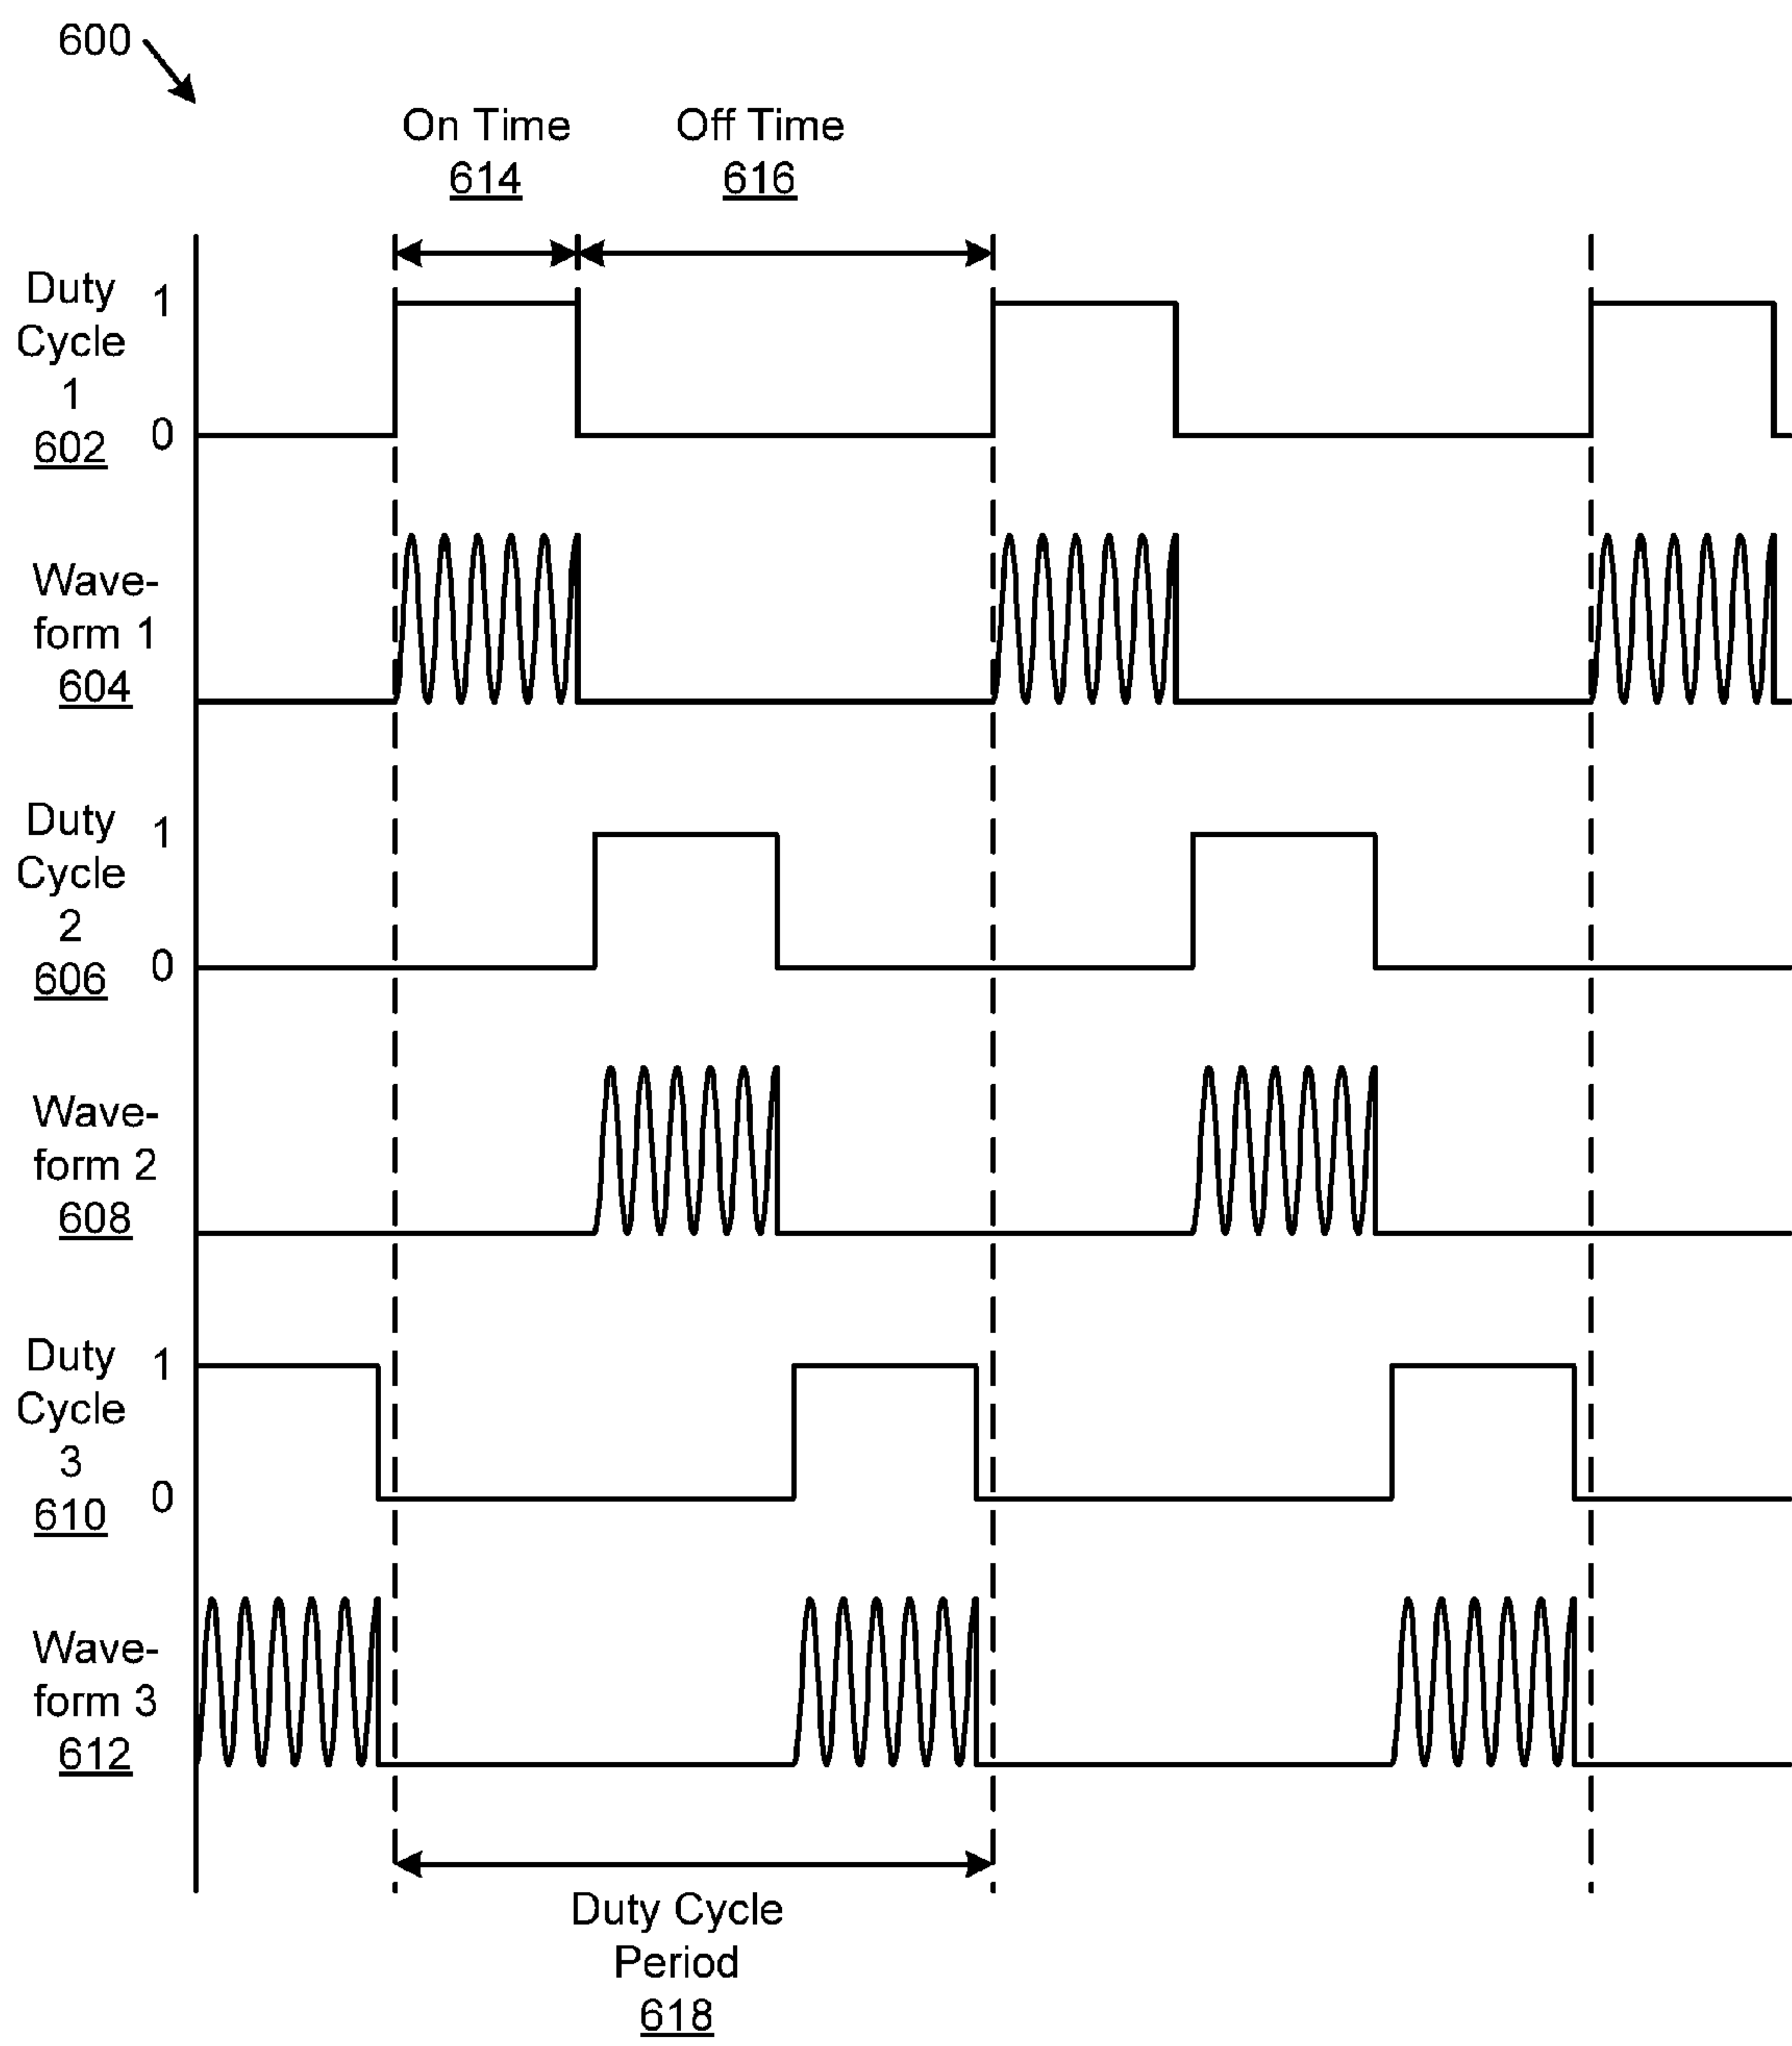 600
On Time
614
Off Time
616
Duty
Cycle
1
602
1
0
Wave-
form 1
604
Duty
Cycle
2
606
1
0
Wave-
form 2
608
Duty
Cycle
3
610
1
0
Wave-
form 3
612
Duty Cycle
Period
618